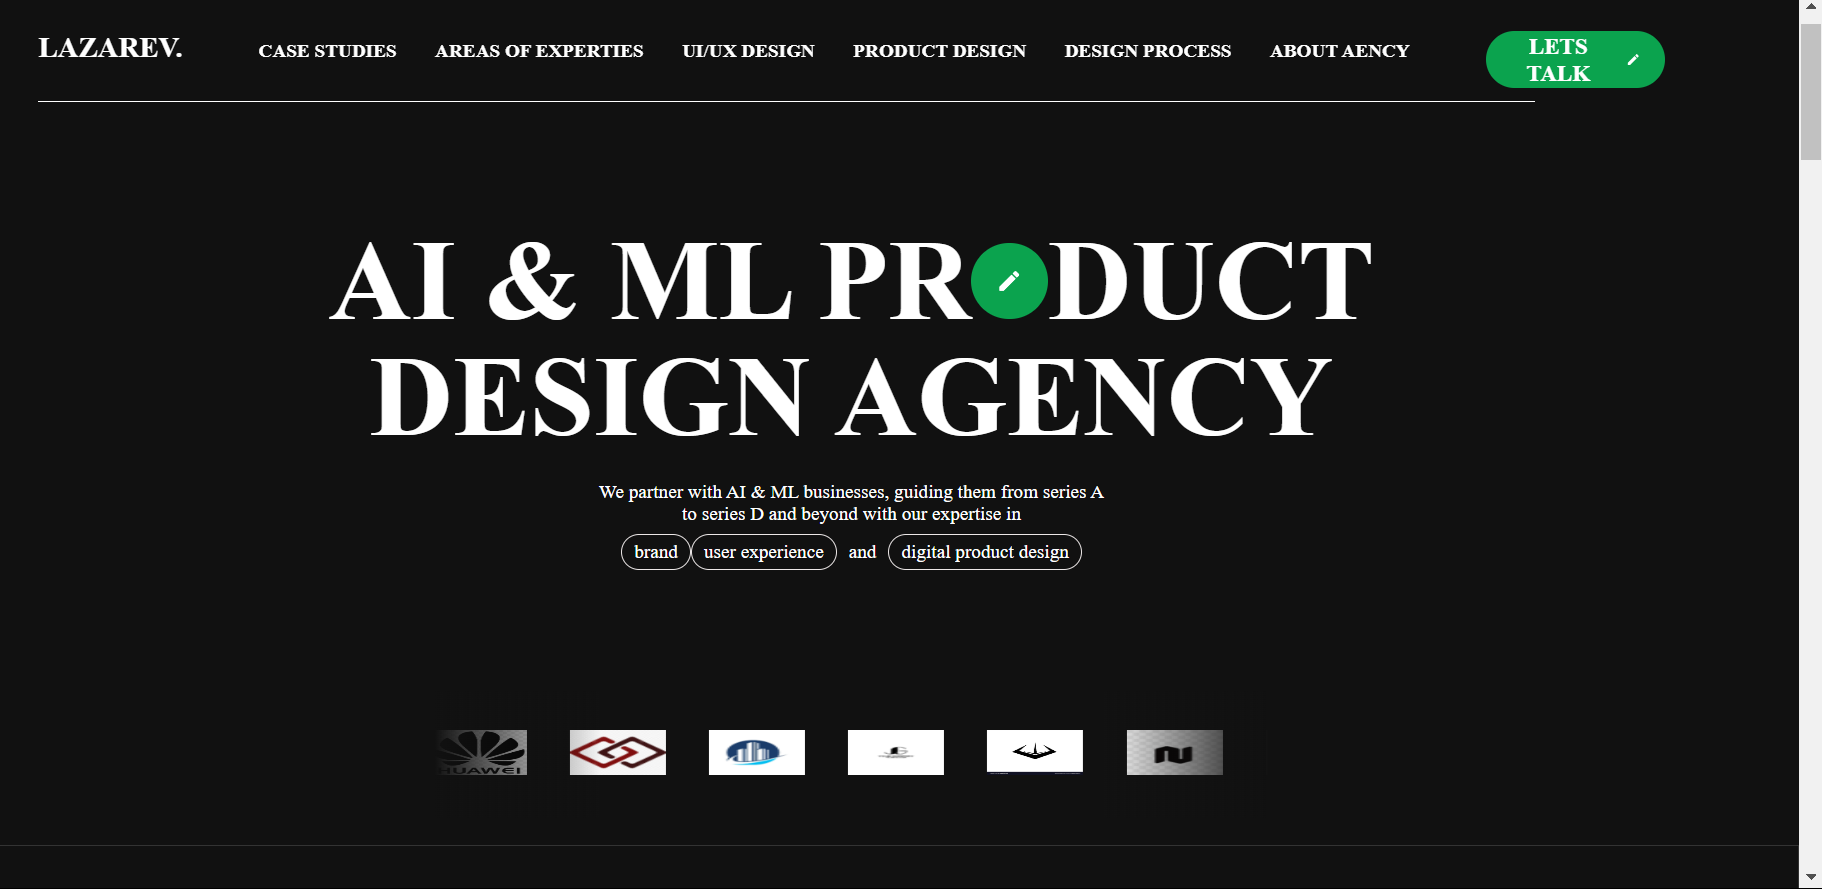 LAZAREV.
CASE STUDIES
AREAS OF EXPERTIES
UI/UX DESIGN
PRODUCT DESIGN
DESIGN PROCESS
ABOUT AENCY
LETS
TALK
AI & ML PR DUCT
DESIGN AGENCY
We partner with AI & ML businesses, guiding them from series A
to series D and beyond with our expertise in
brand user experience and digital product design
HUAWEI